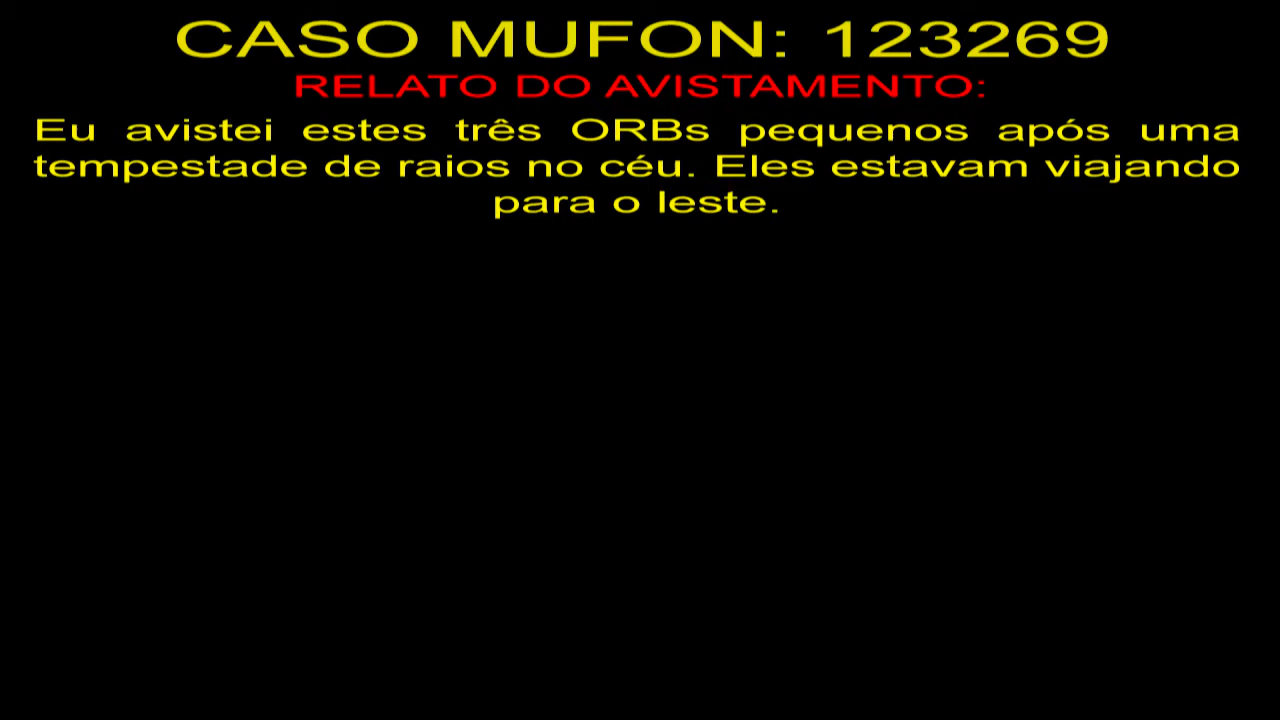 CASO MUFON: 123269
RELATO DO AVISTAMENTO:
Eu avistei estes três ORBs pequenos após uma
tempestade de raios no céu. Eles estavam viajando
para o leste.